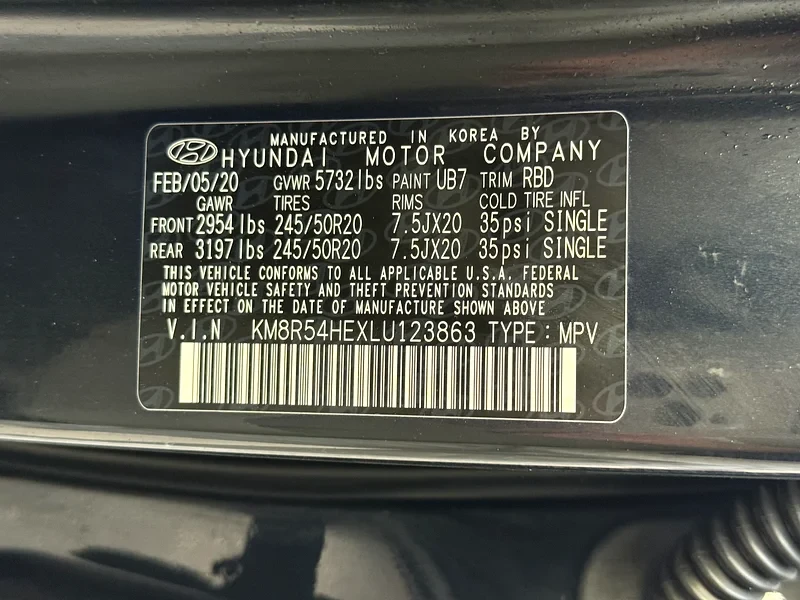 MANUFACTURED IN KOREA BY
HYUNDAI MOTOR COMPANY
FEB/05/20 GVWR 5732lbs PAINT UB7 TRIM RBD
GAWR TIRES RIMS COLD TIRE INFL
FRONT 2954lbs 245/50R20 7.5JX20 35psi SINGLE
REAR 3197lbs 245/50R20 7.5JX20 35psi SINGLE
THIS VEHICLE CONFORMS TO ALL APPLICABLE U.S.A. FEDERAL
MOTOR VEHICLE SAFETY AND THEFT PREVENTION STANDARDS
IN EFFECT ON THE DATE OF MANUFACTURE SHOWN ABOVE
V.I.N KM8R54HEXLU123863 TYPE : MPV